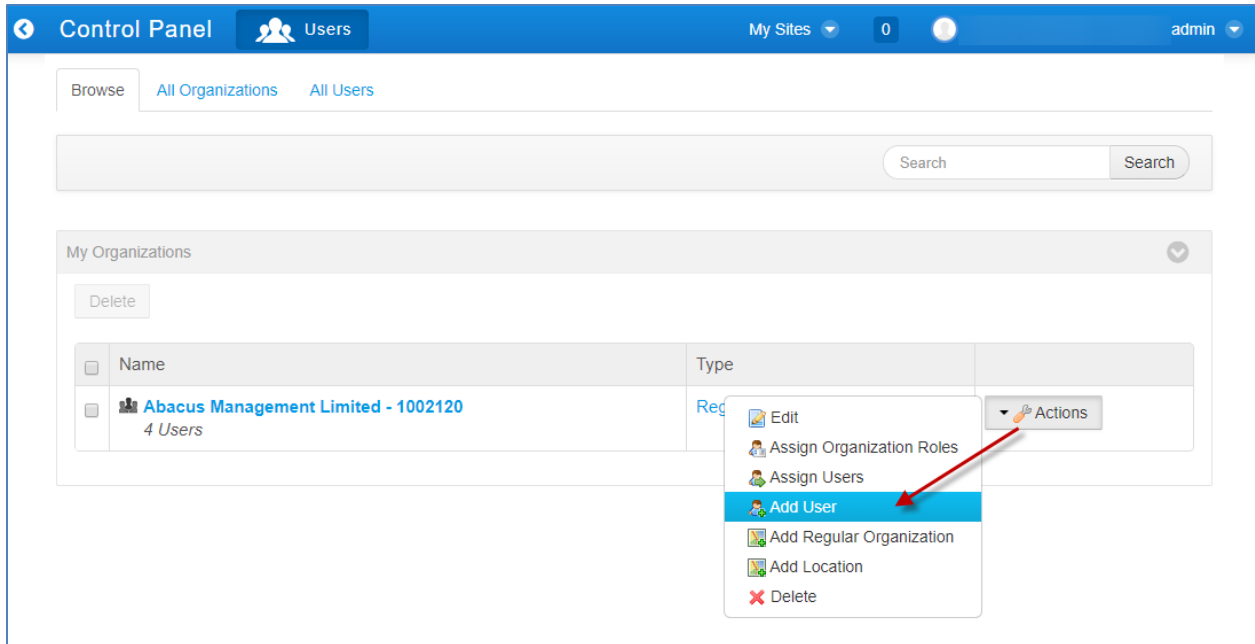 Control Panel Users My Sites 0 admin
Browse All Organizations All Users
Search Search
My Organizations
Delete
Name Type
Abacus Management Limited - 1002120 Reg Actions
4 Users
Edit
Assign Organization Roles
Assign Users
Add User
Add Regular Organization
Add Location
Delete